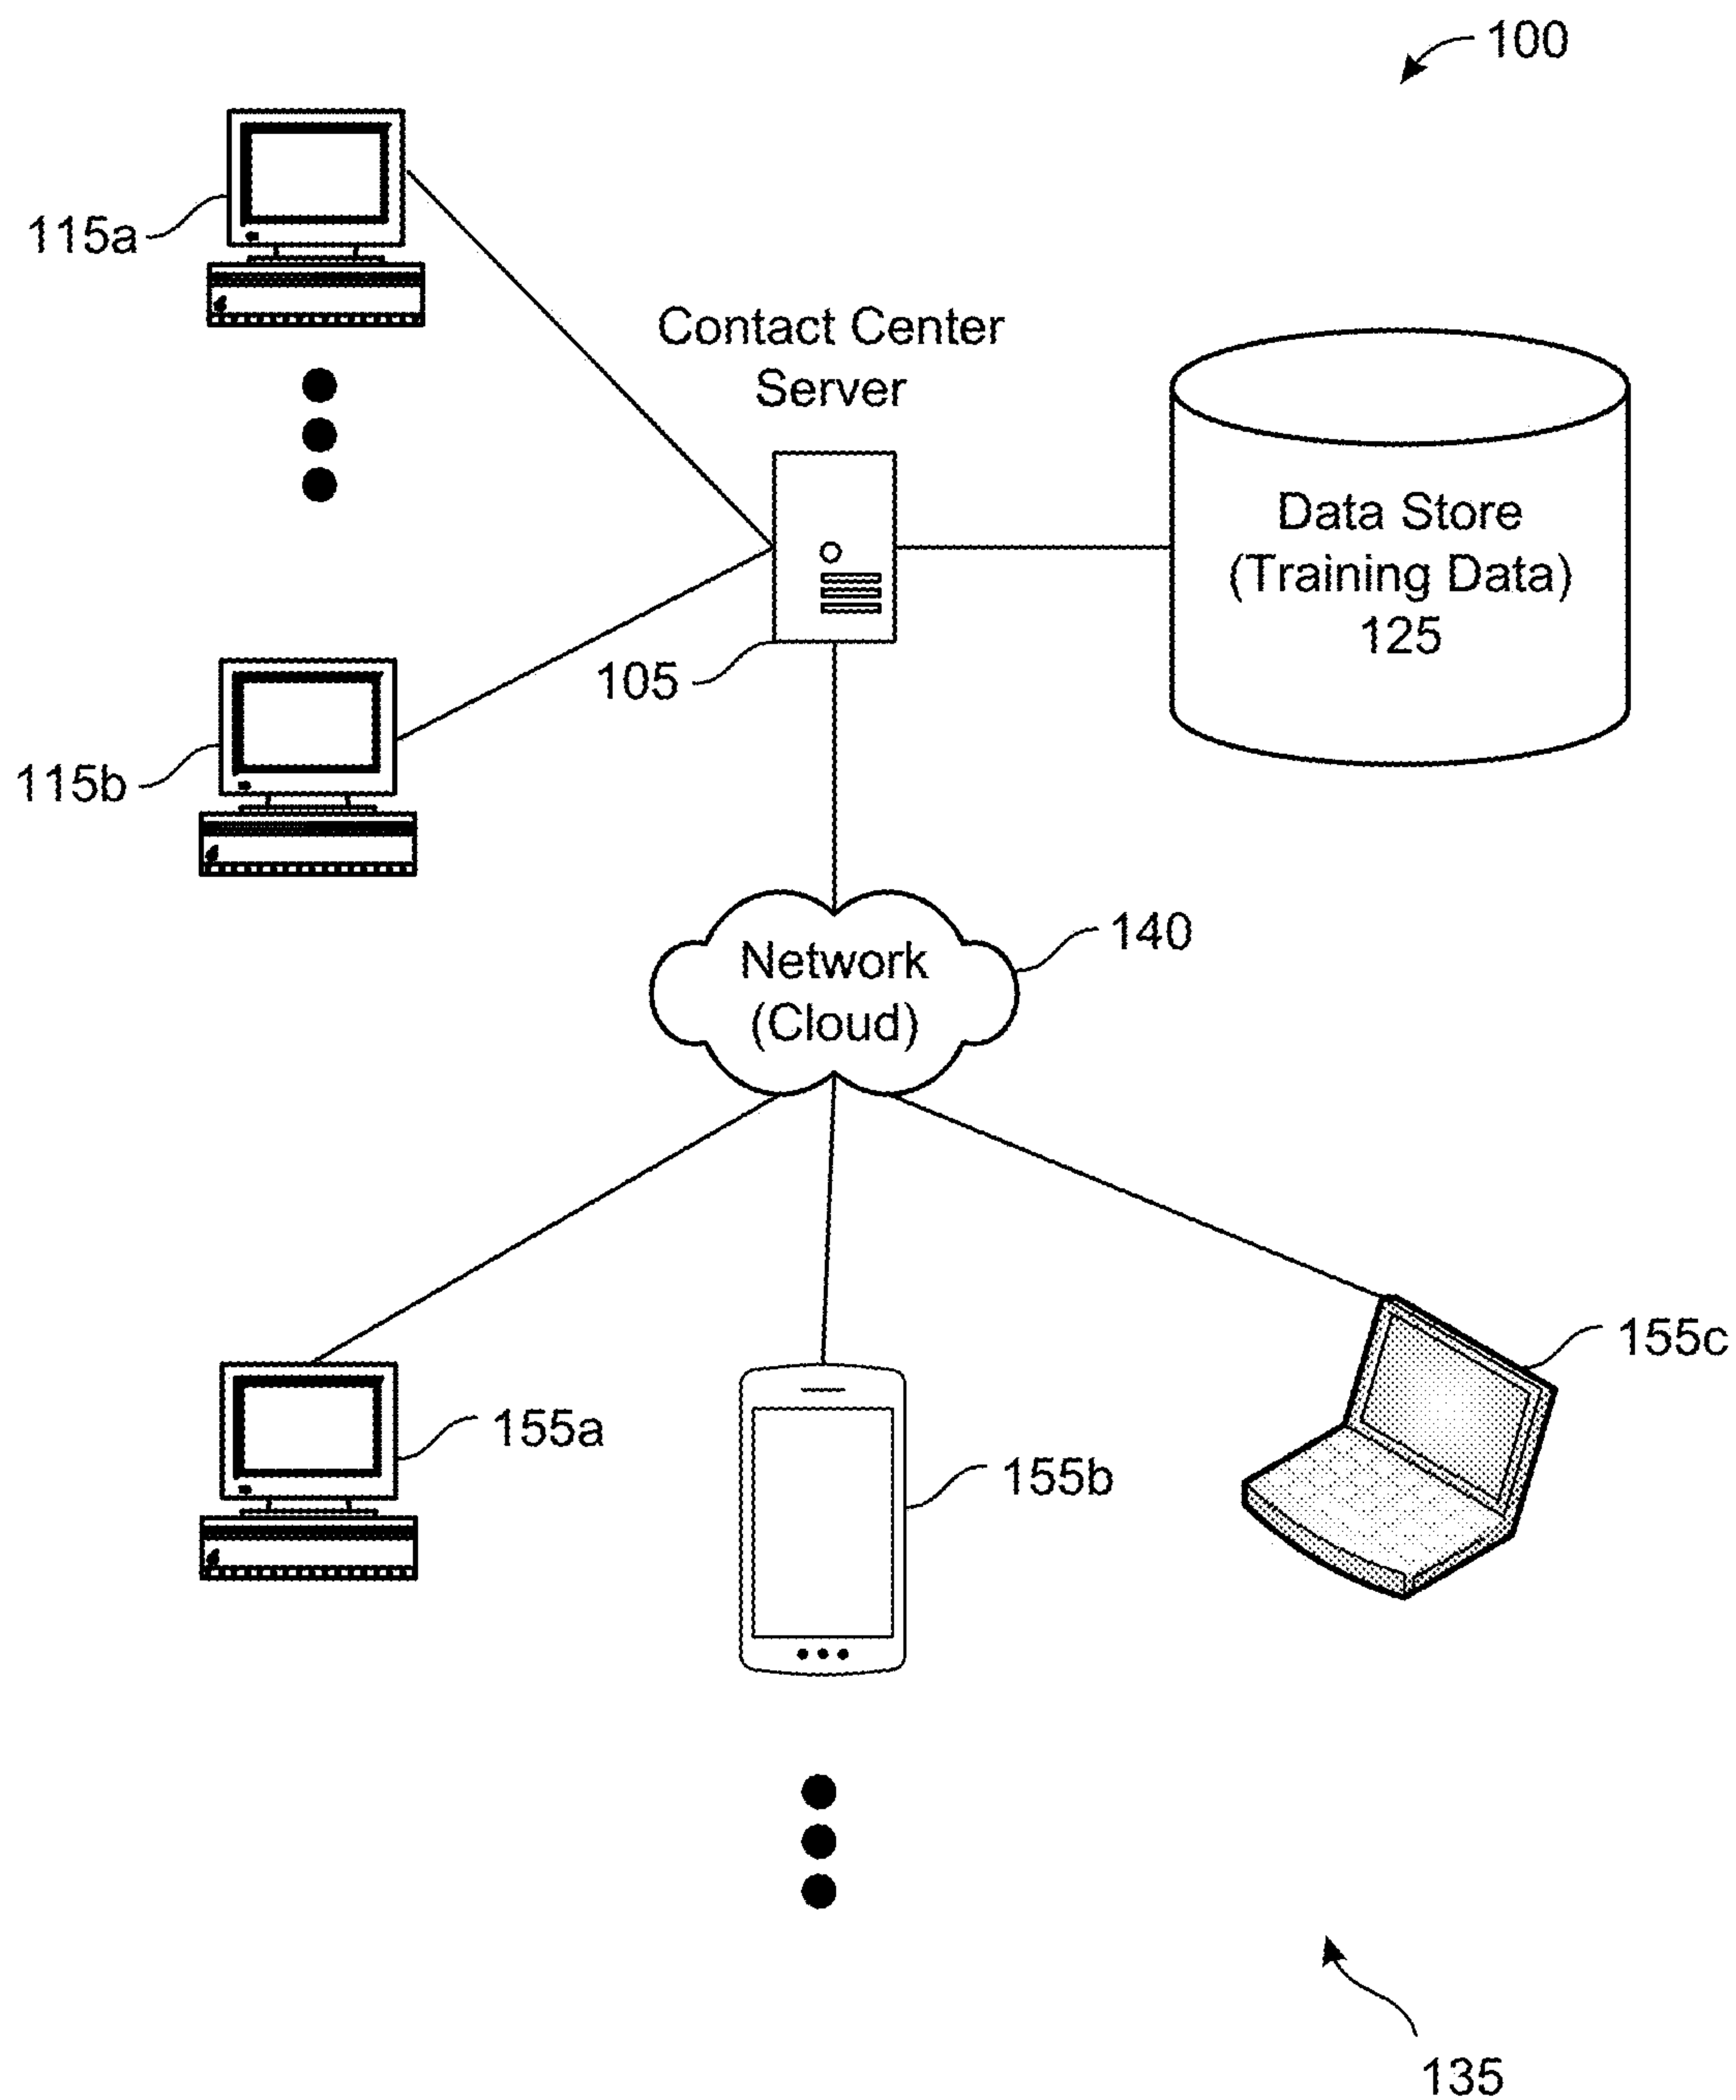 100
115a
Contact Center
Server
Data Store
(Training Data)
125
105
115b
140
Network
(Cloud)
155c
155a
155b
135